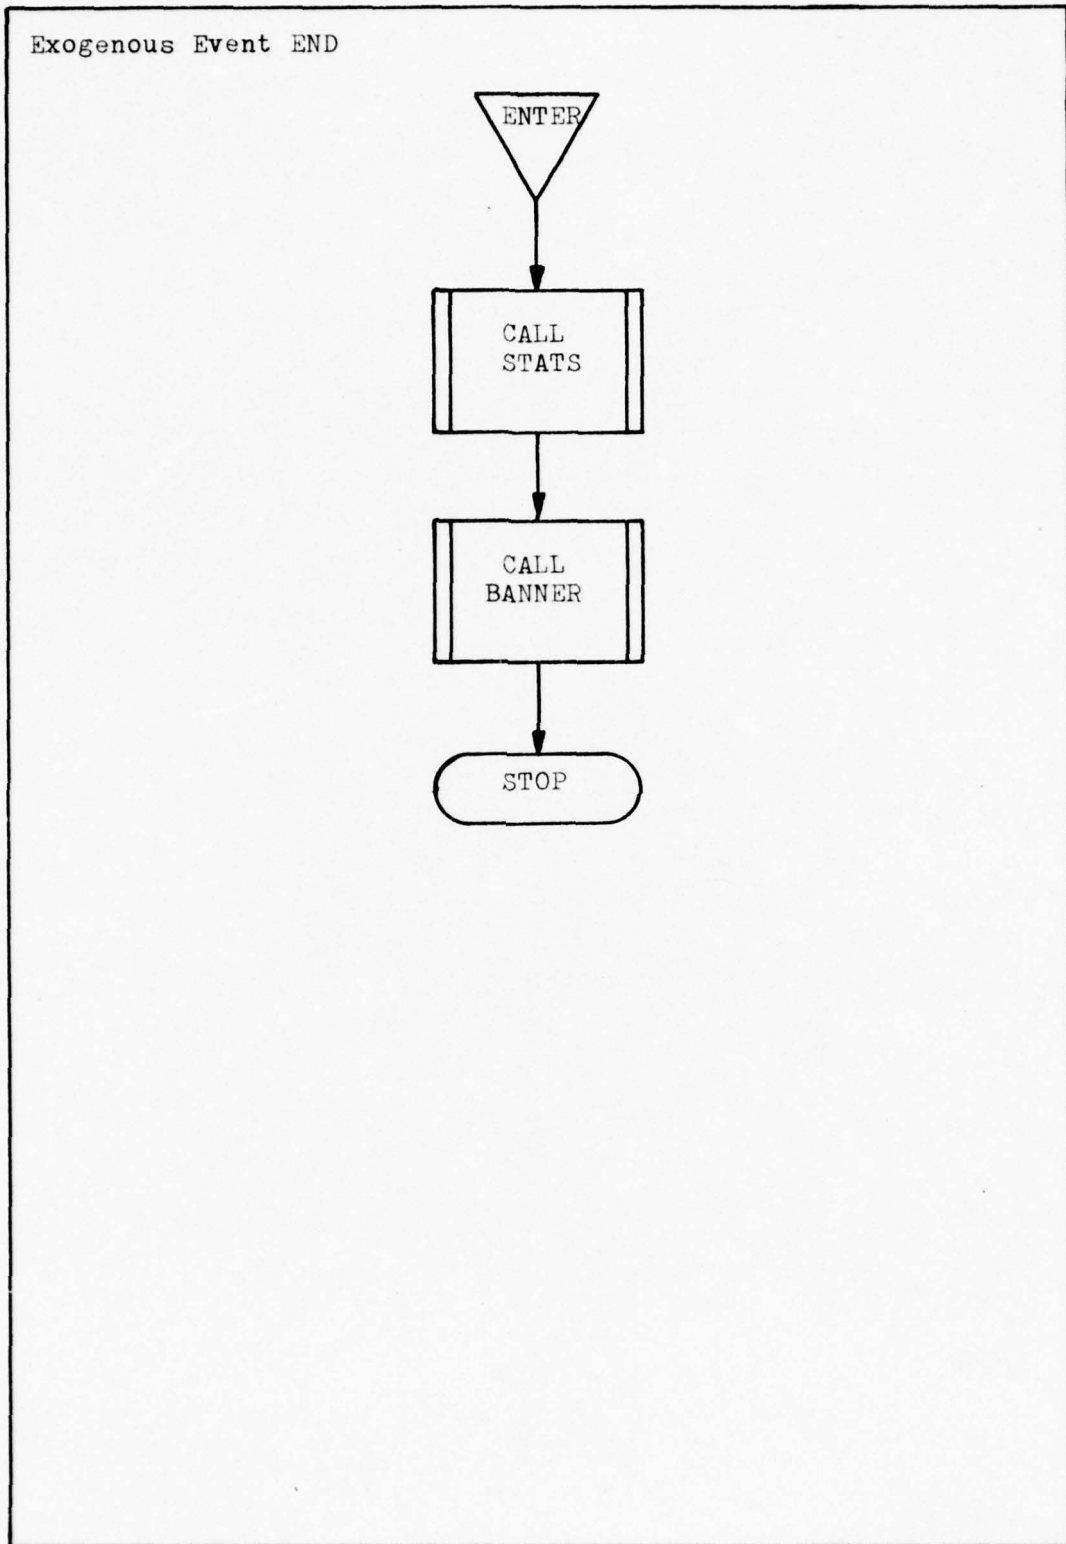 Exogenous Event END
ENTER
CALL
STATS
CALL
BANNER
STOP